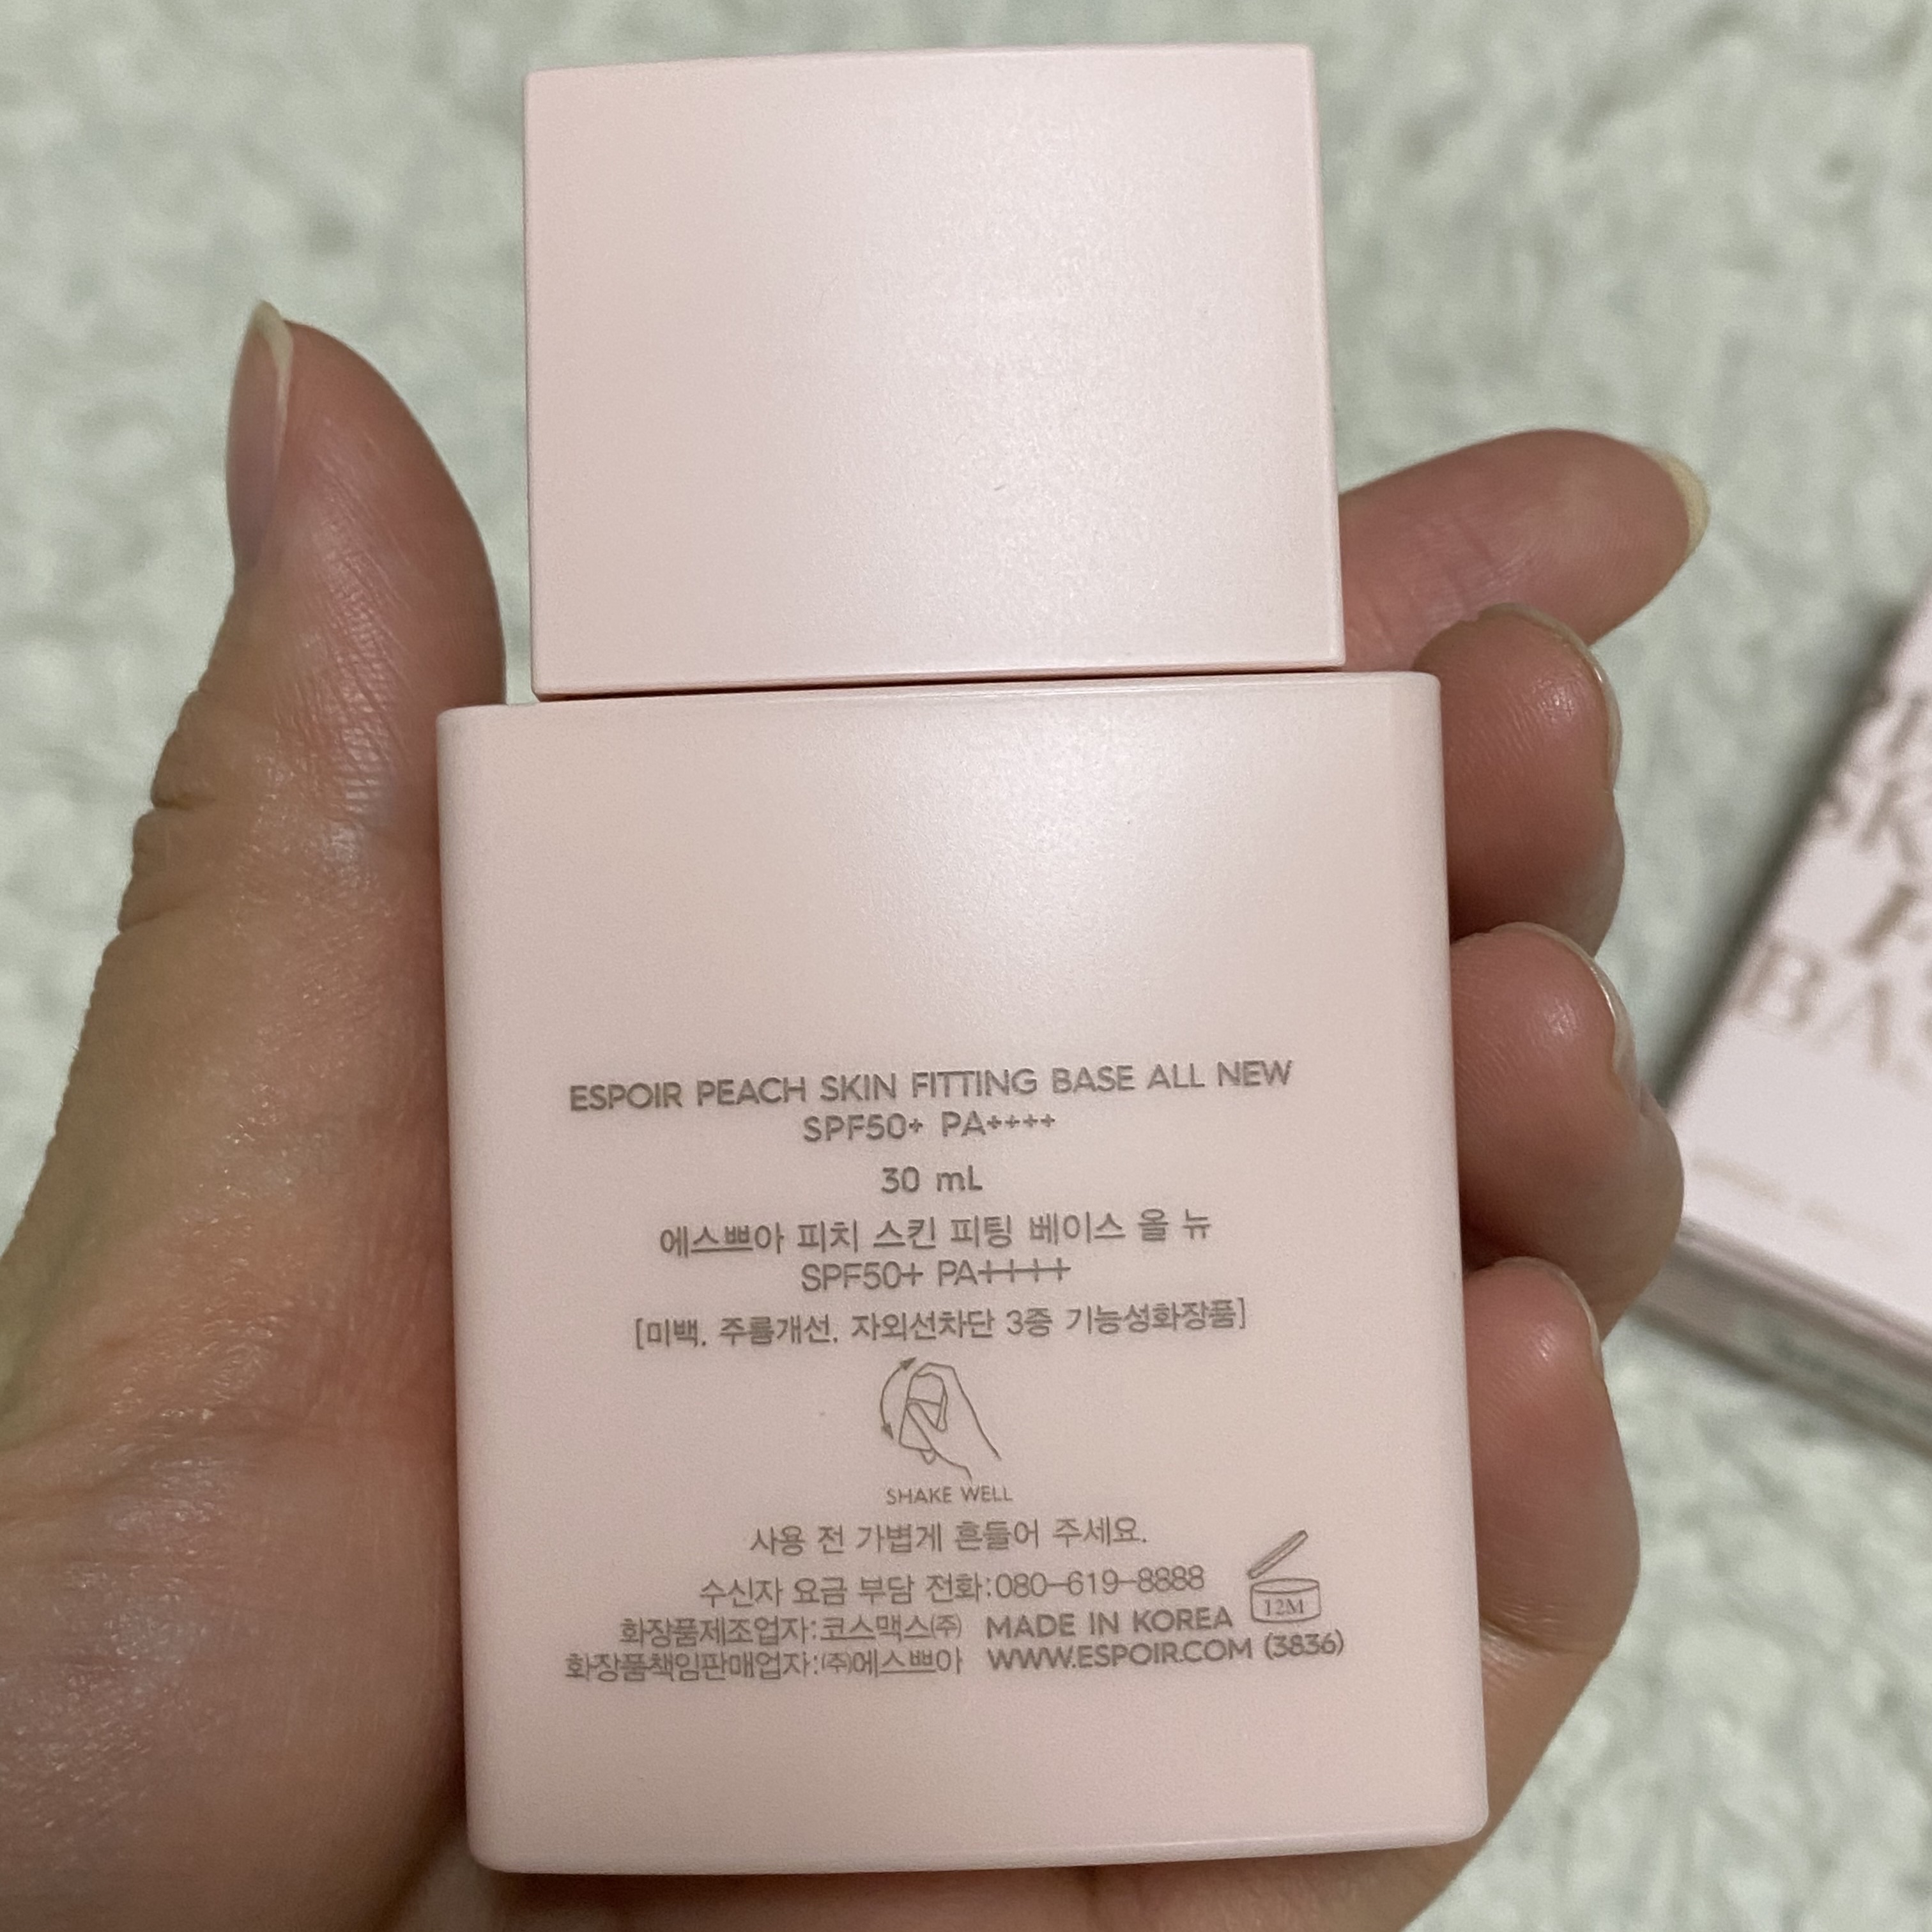 ESPOIR PEACH SKIN FITTING BASE ALL NEW
SPF50+ PA++++
30 mL
에스쁘아 피치 스킨 피팅 베이스 올 뉴
SPF50+ PA++++
[미백, 주름개선, 자외선차단 3중 기능성화장품]
SHAKE WELL
사용 전 가볍게 흔들어 주세요.
수신자 요금 부담 전화:080-619-8888
12M
화장품제조업자:코스맥스㈜ MADE IN KOREA
화장품책임판매업자:㈜에스쁘아 WWW.ESPOIR.COM (3836)